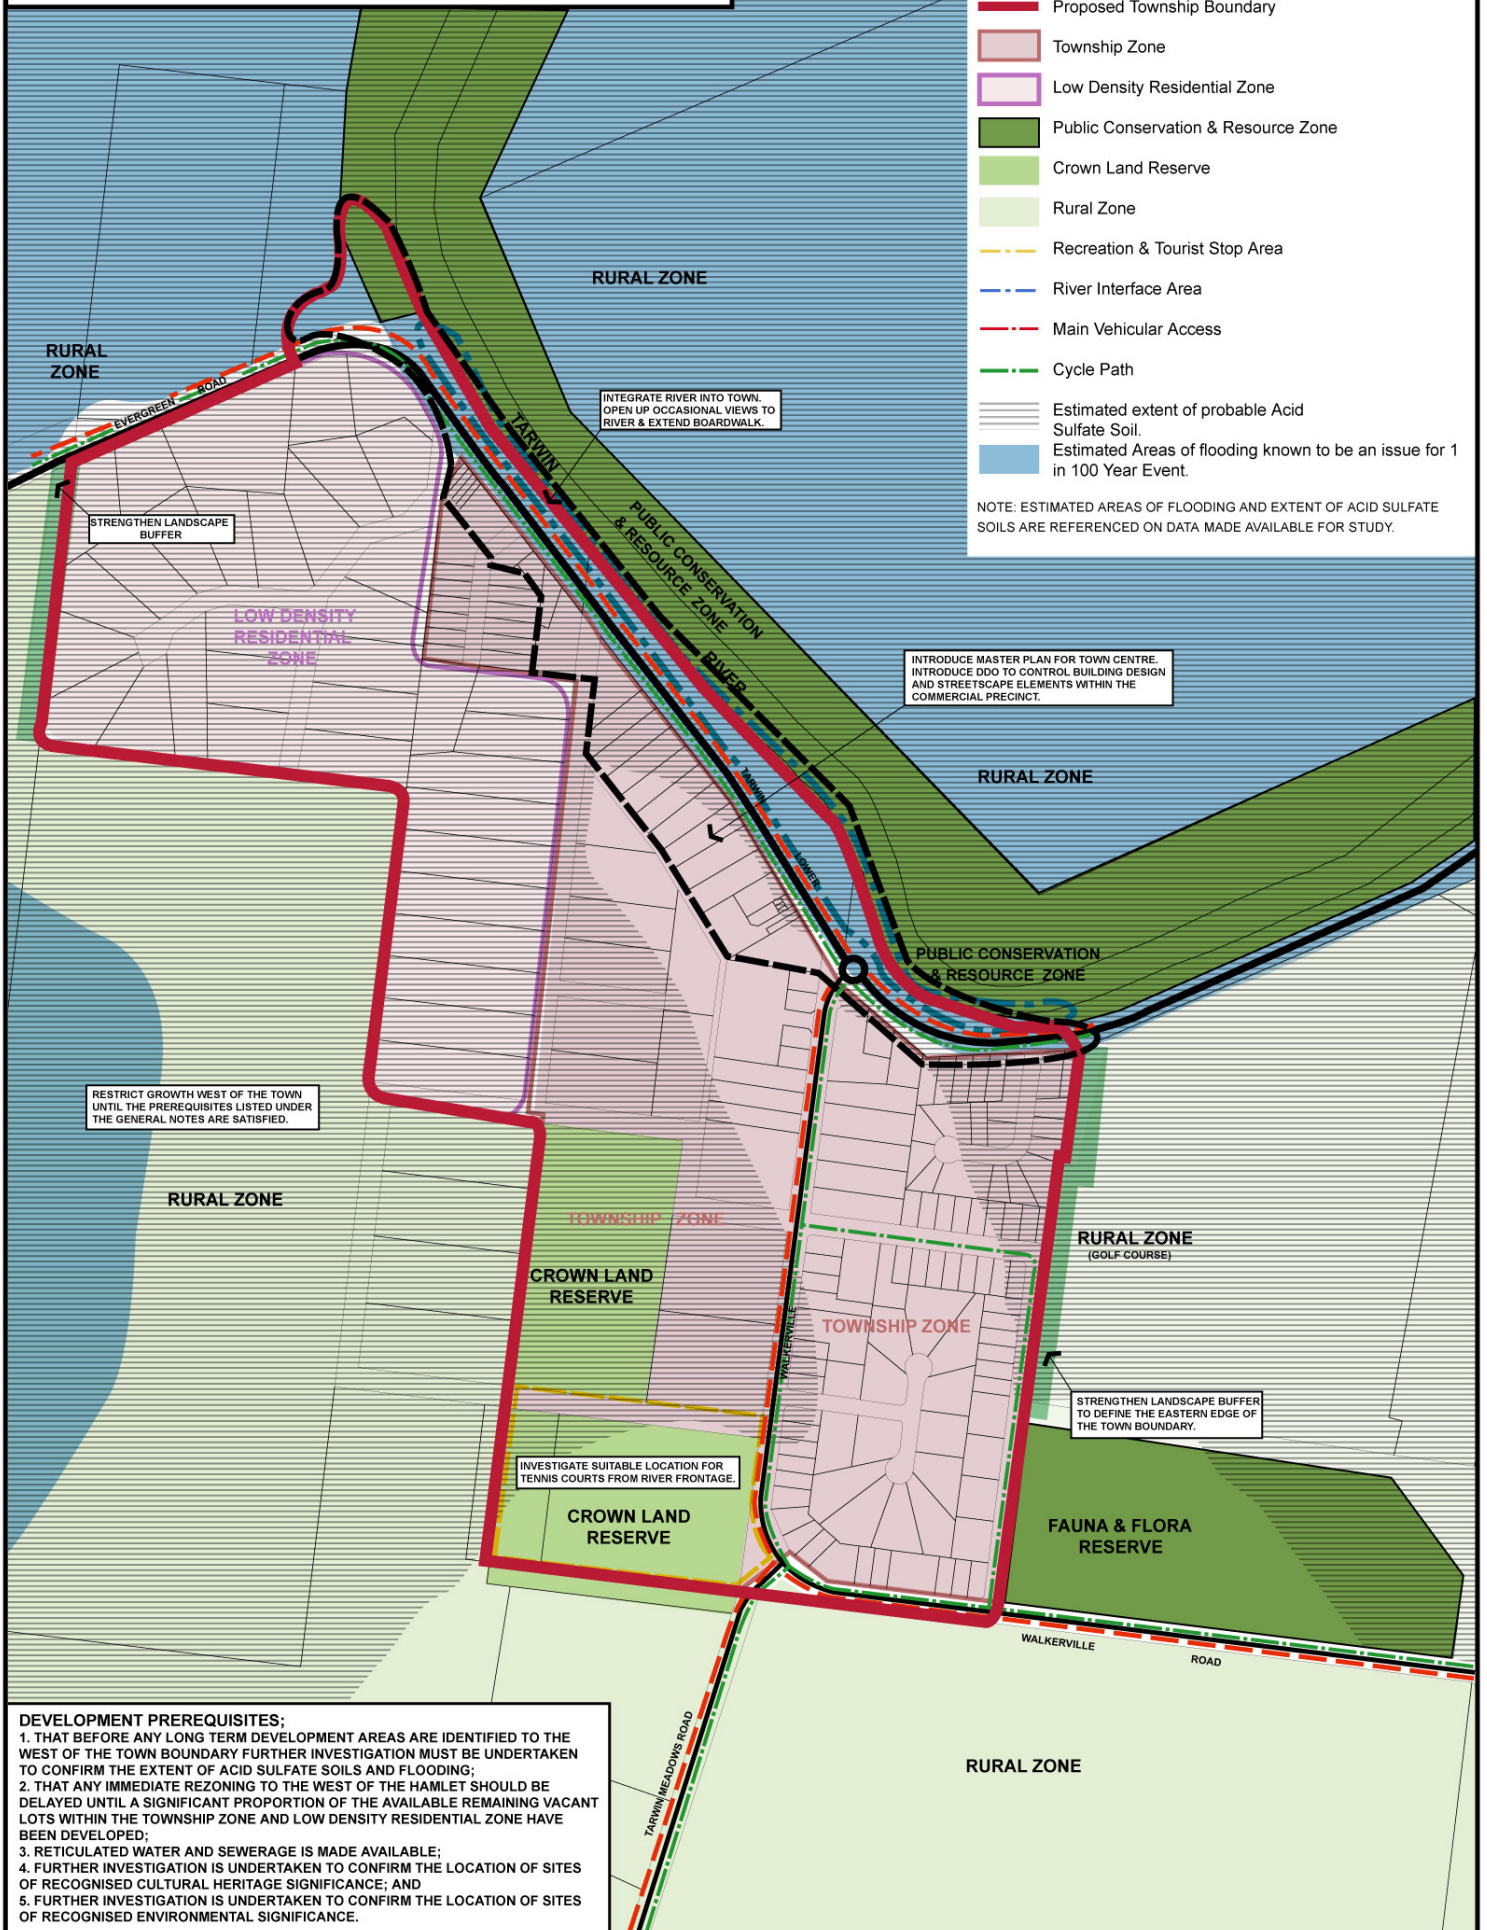 Proposed Township Boundary
Township Zone
Low Density Residential Zone
Public Conservation & Resource Zone
Crown Land Reserve
Rural Zone
Recreation & Tourist Stop Area
River Interface Area
Main Vehicular Access
Cycle Path
Estimated extent of probable Acid
Sulfate Soil.
Estimated Areas of flooding known to be an issue for 1
in 100 Year Event.
NOTE: ESTIMATED AREAS OF FLOODING AND EXTENT OF ACID SULFATE
SOILS ARE REFERENCED ON DATA MADE AVAILABLE FOR STUDY.
RURAL ZONE
RURAL
ZONE
EVERGREEN ROAD
INTEGRATE RIVER INTO TOWN.
OPEN UP OCCASIONAL VIEWS TO
RIVER & EXTEND BOARDWALK.
TARWIN
RIVER
PUBLIC CONSERVATION
& RESOURCE ZONE
STRENGTHEN LANDSCAPE
BUFFER
LOW DENSITY
RESIDENTIAL
ZONE
INTRODUCE MASTER PLAN FOR TOWN CENTRE.
INTRODUCE DDO TO CONTROL BUILDING DESIGN
AND STREETSCAPE ELEMENTS WITHIN THE
COMMERCIAL PRECINCT.
RURAL ZONE
TARWIN
LOWER
PUBLIC CONSERVATION
& RESOURCE ZONE
RESTRICT GROWTH WEST OF THE TOWN
UNTIL THE PREREQUISITES LISTED UNDER
THE GENERAL NOTES ARE SATISFIED.
RURAL ZONE
TOWNSHIP ZONE
CROWN LAND
RESERVE
RURAL ZONE
(GOLF COURSE)
WALKERVILLE
TOWNSHIP ZONE
STRENGTHEN LANDSCAPE BUFFER
TO DEFINE THE EASTERN EDGE OF
THE TOWN BOUNDARY.
INVESTIGATE SUITABLE LOCATION FOR
TENNIS COURTS FROM RIVER FRONTAGE.
CROWN LAND
RESERVE
FAUNA & FLORA
RESERVE
WALKERVILLE ROAD
TARWIN MEADOWS ROAD
RURAL ZONE
DEVELOPMENT PREREQUISITES;
1. THAT BEFORE ANY LONG TERM DEVELOPMENT AREAS ARE IDENTIFIED TO THE
WEST OF THE TOWN BOUNDARY FURTHER INVESTIGATION MUST BE UNDERTAKEN
TO CONFIRM THE EXTENT OF ACID SULFATE SOILS AND FLOODING;
2. THAT ANY IMMEDIATE REZONING TO THE WEST OF THE HAMLET SHOULD BE
DELAYED UNTIL A SIGNIFICANT PROPORTION OF THE AVAILABLE REMAINING VACANT
LOTS WITHIN THE TOWNSHIP ZONE AND LOW DENSITY RESIDENTIAL ZONE HAVE
BEEN DEVELOPED;
3. RETICULATED WATER AND SEWERAGE IS MADE AVAILABLE;
4. FURTHER INVESTIGATION IS UNDERTAKEN TO CONFIRM THE LOCATION OF SITES
OF RECOGNISED CULTURAL HERITAGE SIGNIFICANCE; AND
5. FURTHER INVESTIGATION IS UNDERTAKEN TO CONFIRM THE LOCATION OF SITES
OF RECOGNISED ENVIRONMENTAL SIGNIFICANCE.